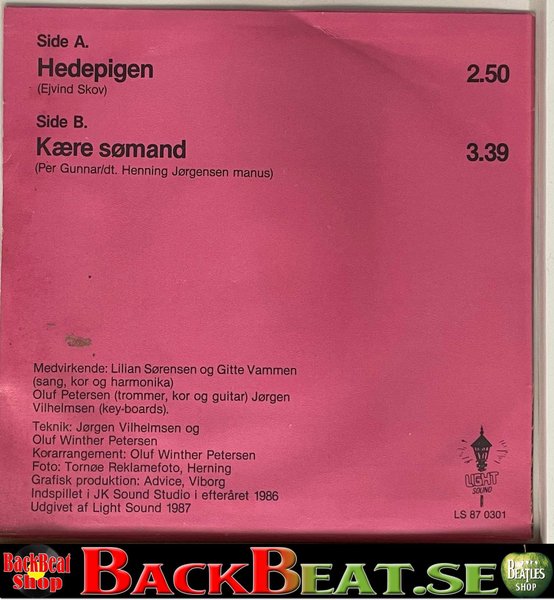 Side A.
Hedepigen 2.50
(Ejvind Skov)
Side B.
Kære sømand 3.39
(Per Gunnar/dt. Henning Jørgensen manus)
Medvirkende: Lilian Sørensen og Gitte Vammen
(sang, kor og harmonika)
Oluf Petersen (trommer, kor og guitar) Jørgen
Vilhelmsen (key-boards).
Teknik: Jørgen Vilhelmsen og
Oluf Winther Petersen
Korarrangement: Oluf Winther Petersen
Foto: Tornøe Reklamefoto, Herning
Grafisk produktion: Advice, Viborg
Indspillet i JK Sound Studio i efteråret 1986
Udgivet af Light Sound 1987
LIGHT
SOUND
LS 87 0301
BackBeat
Shop
BACKBEAT.SE
BEATLES
SHOP